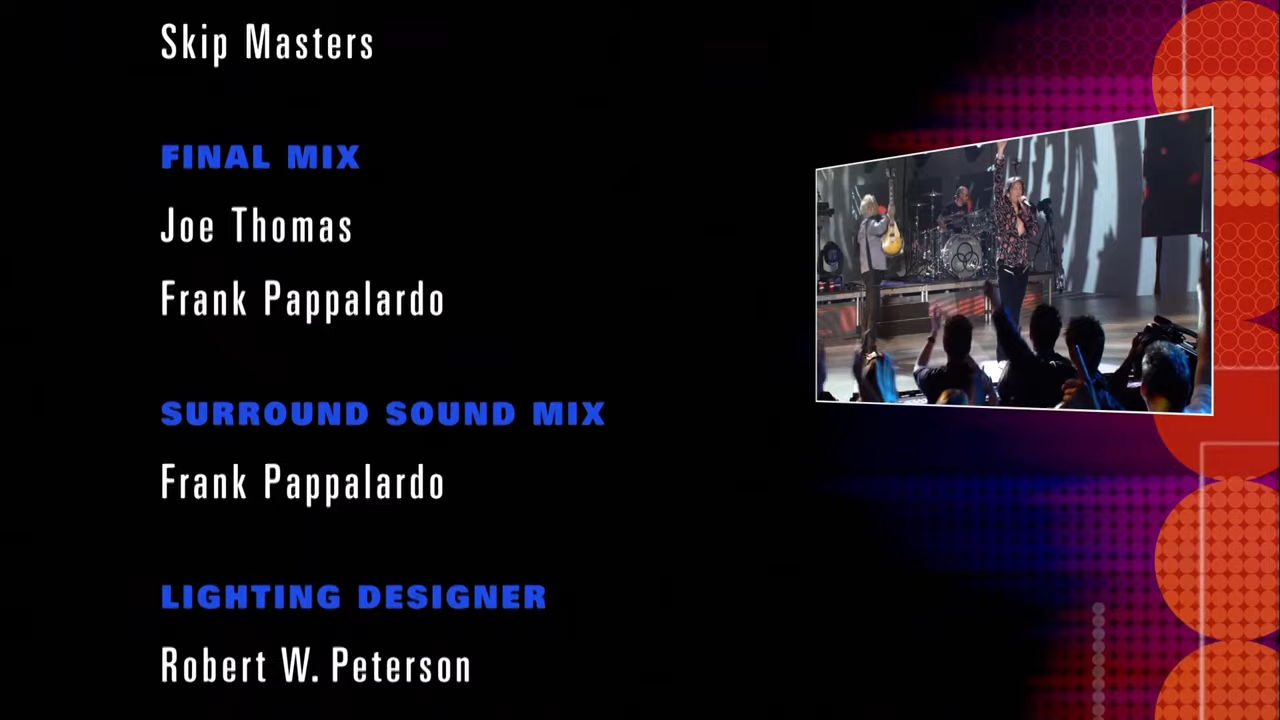 Skip Masters
FINAL MIX
Joe Thomas
Frank Pappalardo
SURROUND SOUND MIX
Frank Pappalardo
LIGHTING DESIGNER
Robert W. Peterson